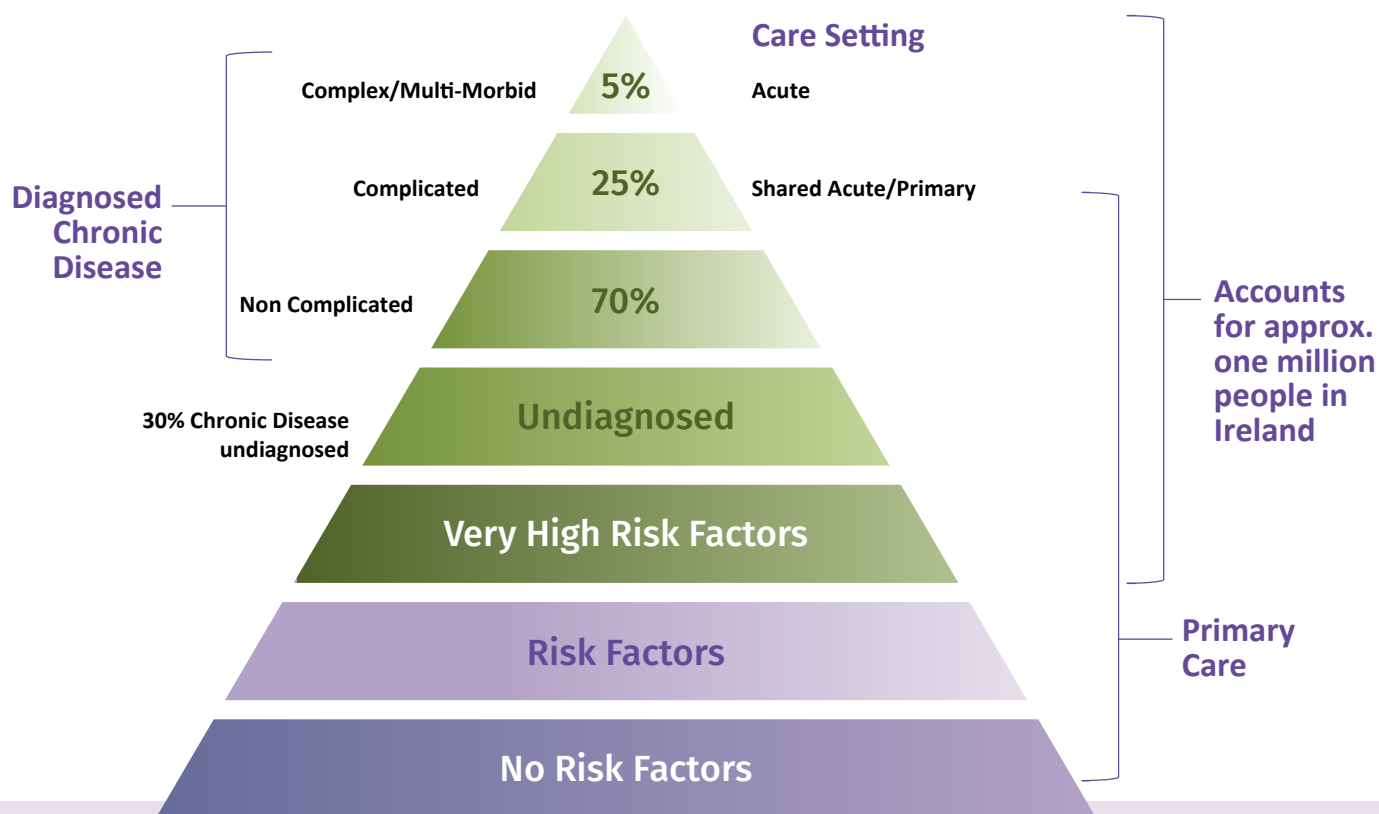 Care Setting
Complex/Multi-Morbid
5%
Acute
Complicated
25%
Shared Acute/Primary
Diagnosed
Chronic
Disease
Non Complicated
70%
Accounts
for approx.
one million
people in
Ireland
30% Chronic Disease
undiagnosed
Undiagnosed
Very High Risk Factors
Risk Factors
Primary
Care
No Risk Factors